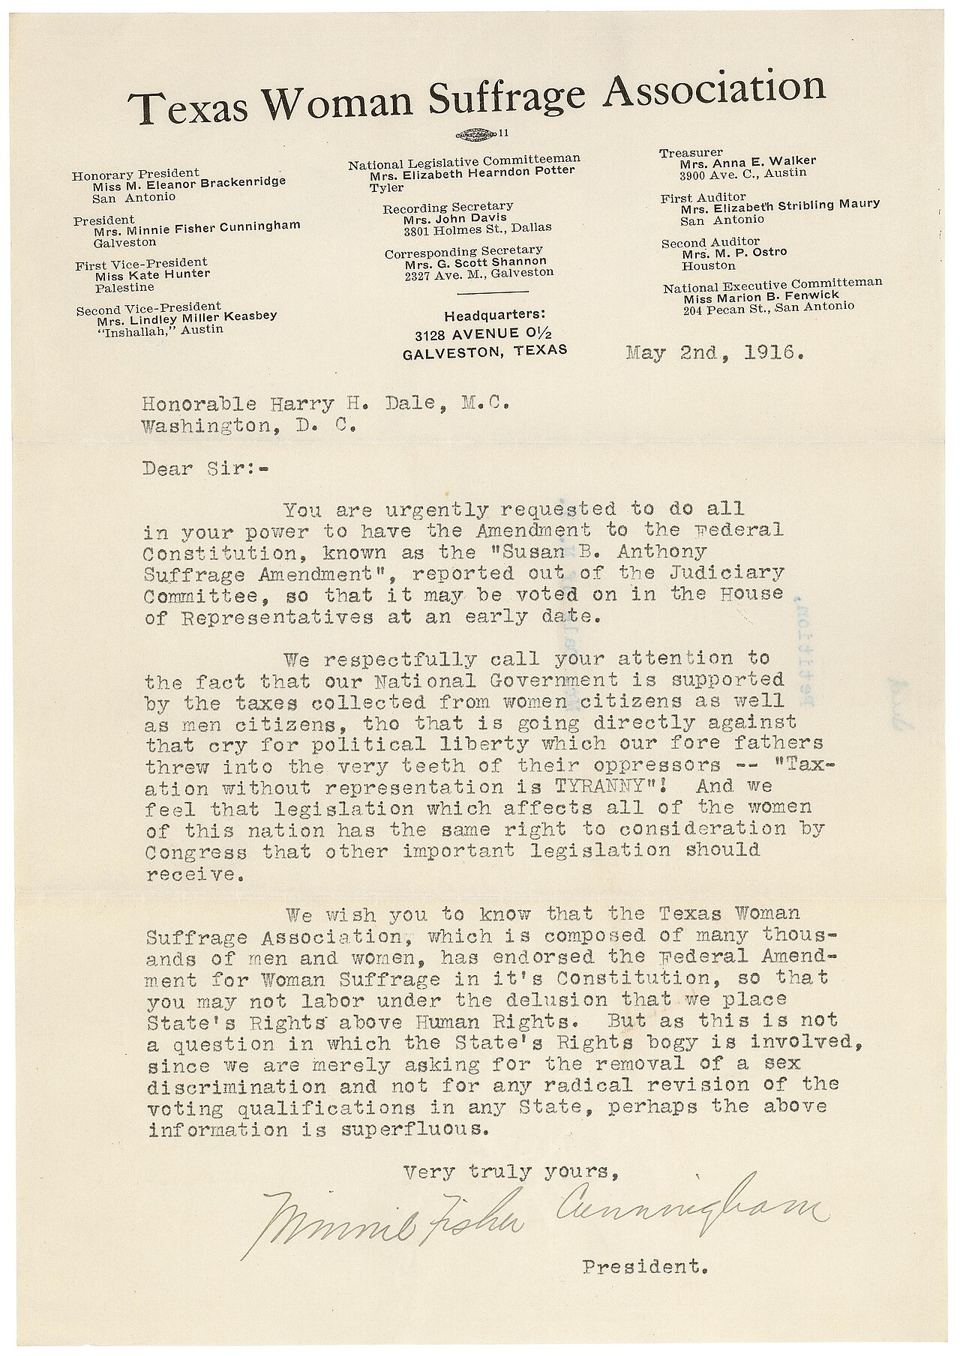 Texas Woman Suffrage Association
11
Honorary President
Miss M. Eleanor Brackenridge
San Antonio
President
Mrs. Minnie Fisher Cunningham
Galveston
First Vice-President
Miss Kate Hunter
Palestine
Second Vice-President
Mrs. Lindley Miller Keasbey
"Inshallah," Austin
National Legislative Committeeman
Mrs. Elizabeth Hearndon Potter
Tyler
Recording Secretary
Mrs. John Davis
3801 Holmes St., Dallas
Corresponding Secretary
Mrs. G. Scott Shannon
2327 Ave. M., Galveston
Headquarters:
3128 AVENUE O½
GALVESTON, TEXAS
Treasurer
Mrs. Anna E. Walker
3900 Ave. C., Austin
First Auditor
Mrs. Elizabeth Stribling Maury
San Antonio
Second Auditor
Mrs. M. P. Ostro
Houston
National Executive Committeman
Miss Marion B. Fenwick
204 Pecan St., San Antonio
May 2nd, 1916.
Honorable Harry H. Dale, M.C.
Washington, D. C.
Dear Sir:-
You are urgently requested to do all
in your power to have the Amendment to the Federal
Constitution, known as the "Susan B. Anthony
Suffrage Amendment", reported out of the Judiciary
Committee, so that it may be voted on in the House
of Representatives at an early date.
We respectfully call your attention to
the fact that our National Government is supported
by the taxes collected from women citizens as well
as men citizens, tho that is going directly against
that cry for political liberty which our fore fathers
threw into the very teeth of their oppressors -- "Tax-
ation without representation is TYRANNY"! And we
feel that legislation which affects all of the women
of this nation has the same right to consideration by
Congress that other important legislation should
receive.
We wish you to know that the Texas Woman
Suffrage Association, which is composed of many thous-
ands of men and women, has endorsed the Federal Amend-
ment for Woman Suffrage in it's Constitution, so that
you may not labor under the delusion that we place
State's Rights above Human Rights. But as this is not
a question in which the State's Rights bogy is involved,
since we are merely asking for the removal of a sex
discrimination and not for any radical revision of the
voting qualifications in any State, perhaps the above
information is superfluous.
Very truly yours,
Minnie Fisher Cunningham
President.